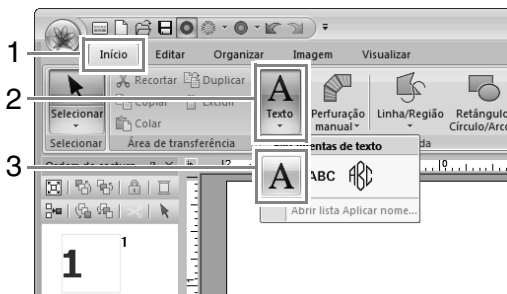 1
Início Editar Organizar Imagem Visualizar
2
Recortar Duplicar
Copiar Excluir
Colar
Selecionar
Texto
Perfuração manual
Linha/Região
Retângulo Círculo/Arco
Selecionar
Área de transferência
Ferramentas de texto
3
Ordem de costura
A ABC ABC
Abrir lista Aplicar nome...
1
1